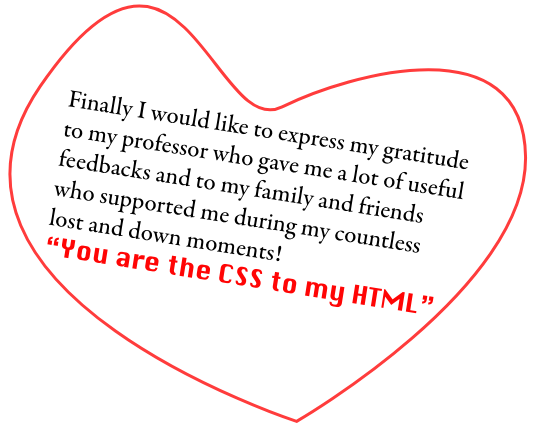 Finally I would like to express my gratitude
to my professor who gave me a lot of useful
feedbacks and to my family and friends
who supported me during my countless
lost and down moments!
“You are the CSS to my HTML”